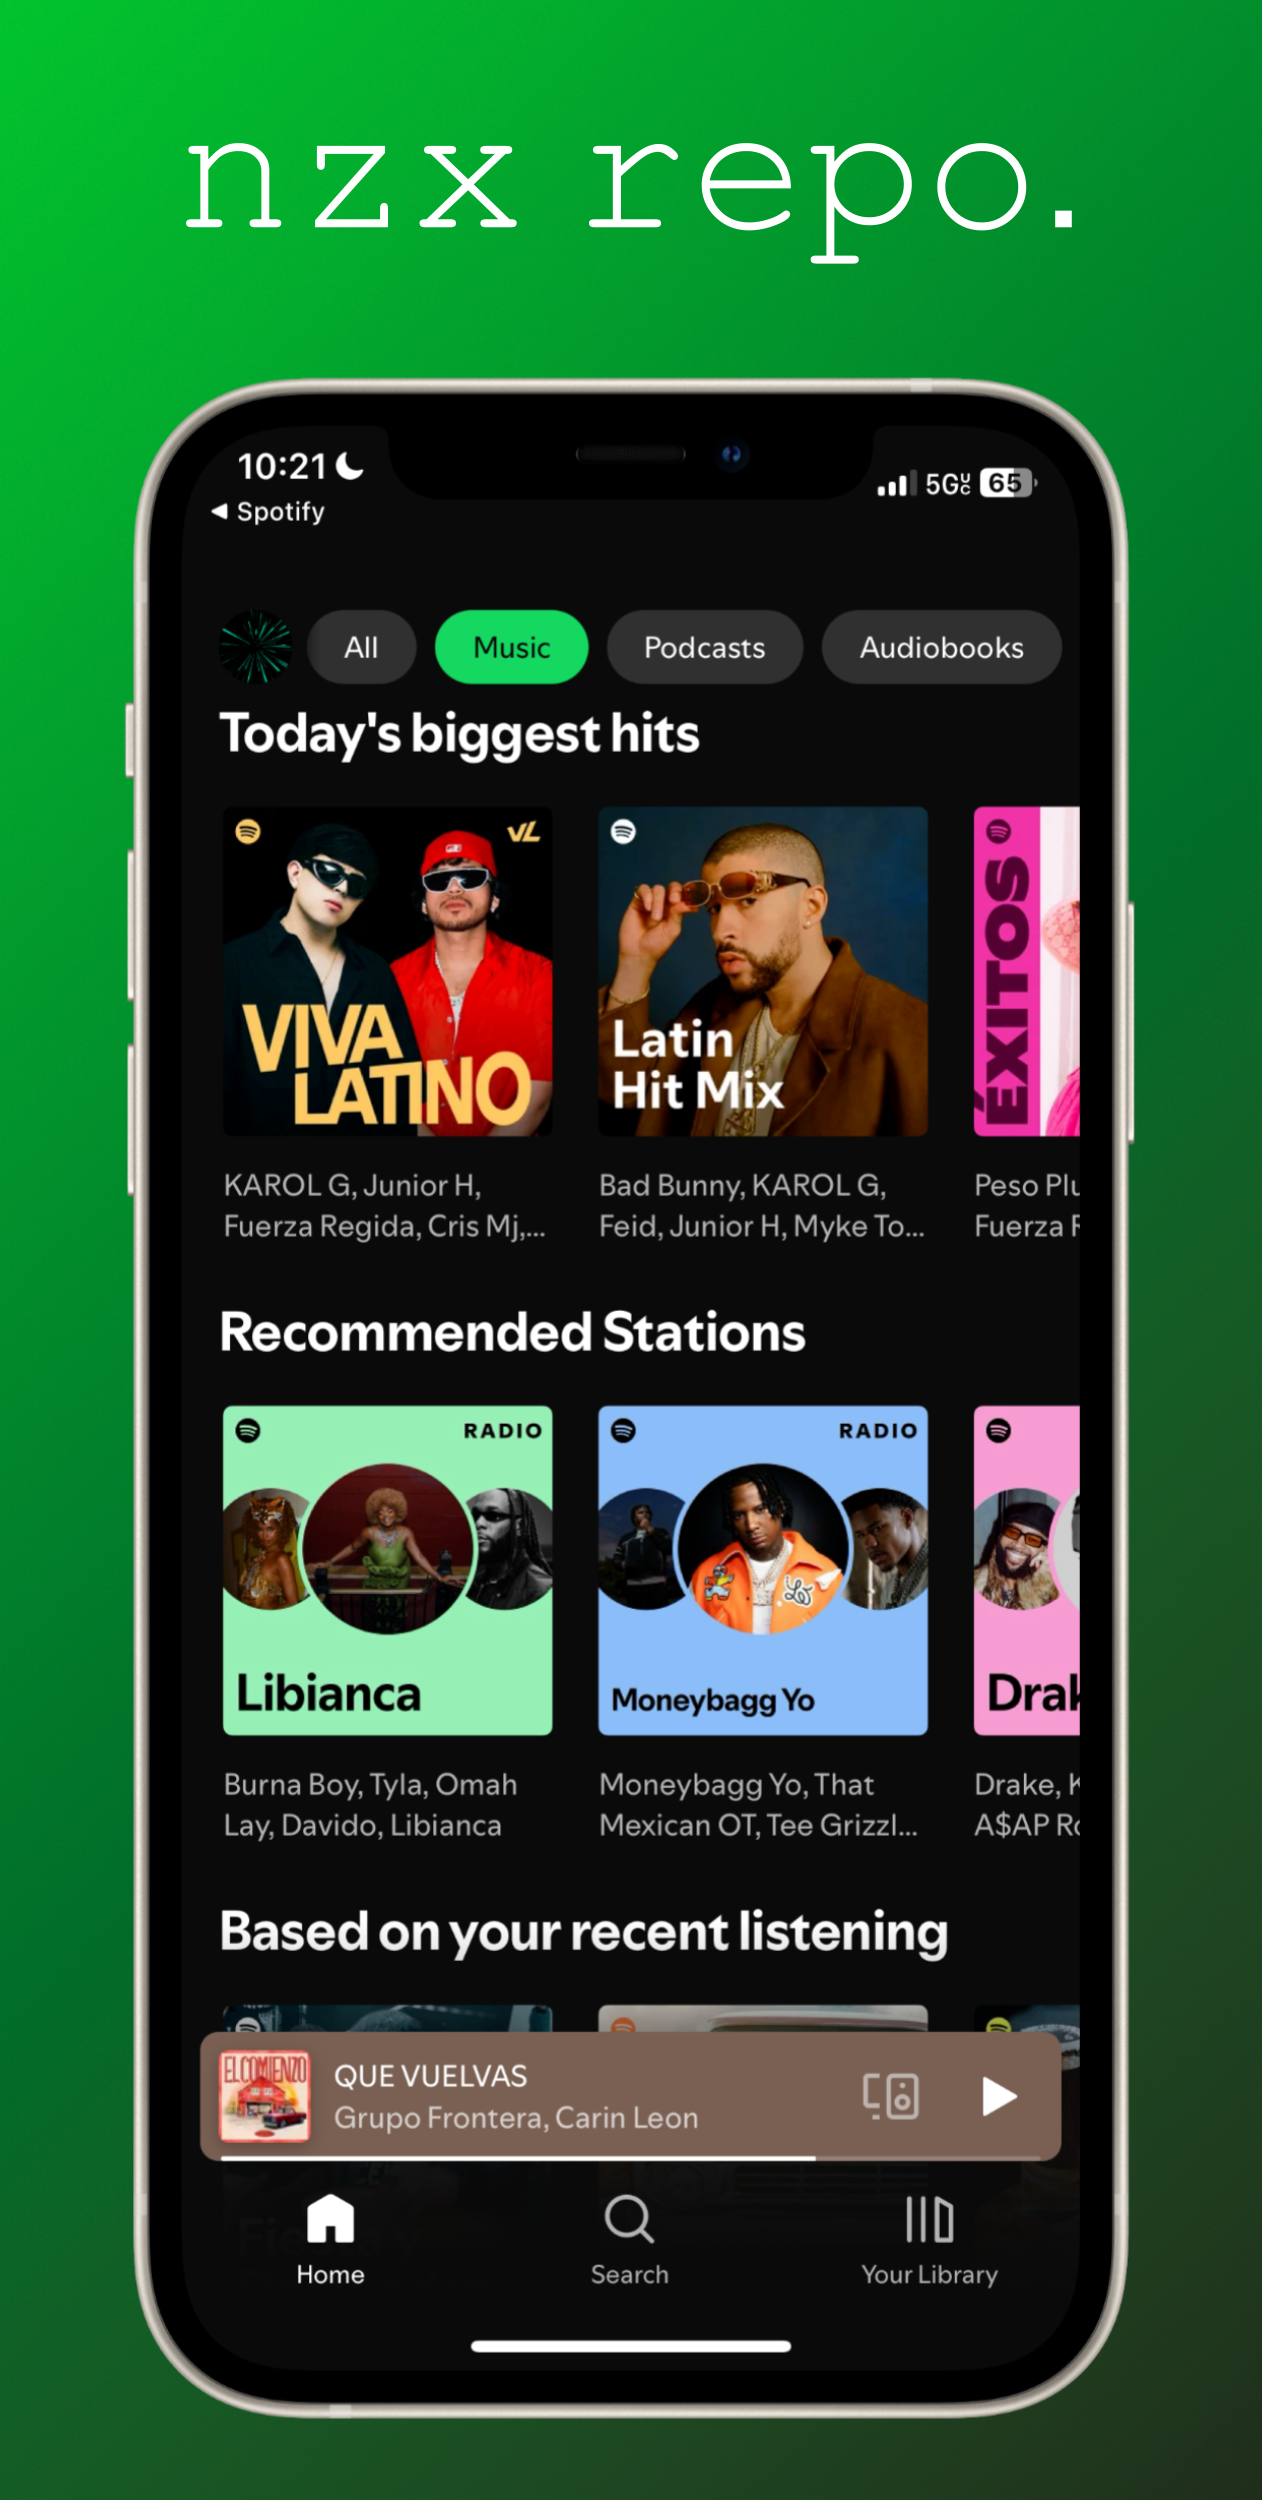 nzx repo.
10:21
5G UC 65
◀ Spotify
All
Music
Podcasts
Audiobooks
Today's biggest hits
VL
VIVA
LATINO
Latin
Hit Mix
ÉXITOS
KAROL G, Junior H,
Fuerza Regida, Cris Mj,...
Bad Bunny, KAROL G,
Feid, Junior H, Myke To...
Peso Plu
Fuerza R
Recommended Stations
RADIO
Libianca
RADIO
Moneybagg Yo
Drak
Burna Boy, Tyla, Omah
Lay, Davido, Libianca
Moneybagg Yo, That
Mexican OT, Tee Grizzl...
Drake, K
A$AP Ro
Based on your recent listening
EL COMIENZO
QUE VUELVAS
Grupo Frontera, Carin Leon
Home
Search
Your Library